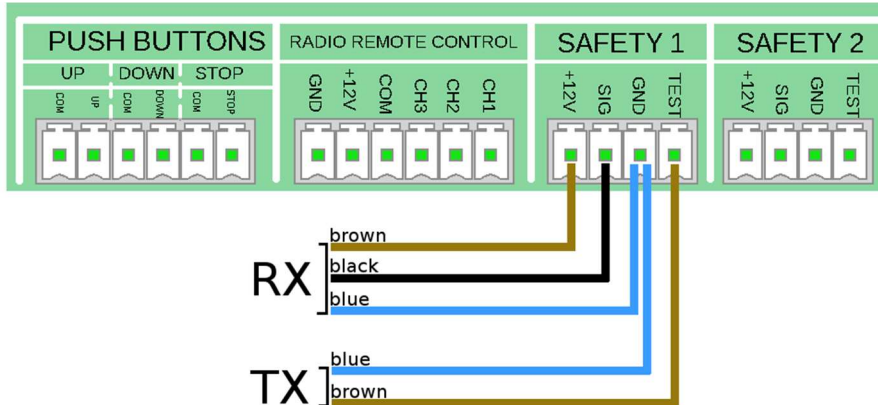 PUSH BUTTONS
UP DOWN STOP
COM UP COM DOWN COM STOP
RADIO REMOTE CONTROL
GND +12V COM CH3 CH2 CH1
SAFETY 1
+12V SIG GND TEST
SAFETY 2
+12V SIG GND TEST
RX
brown
black
blue
TX
blue
brown